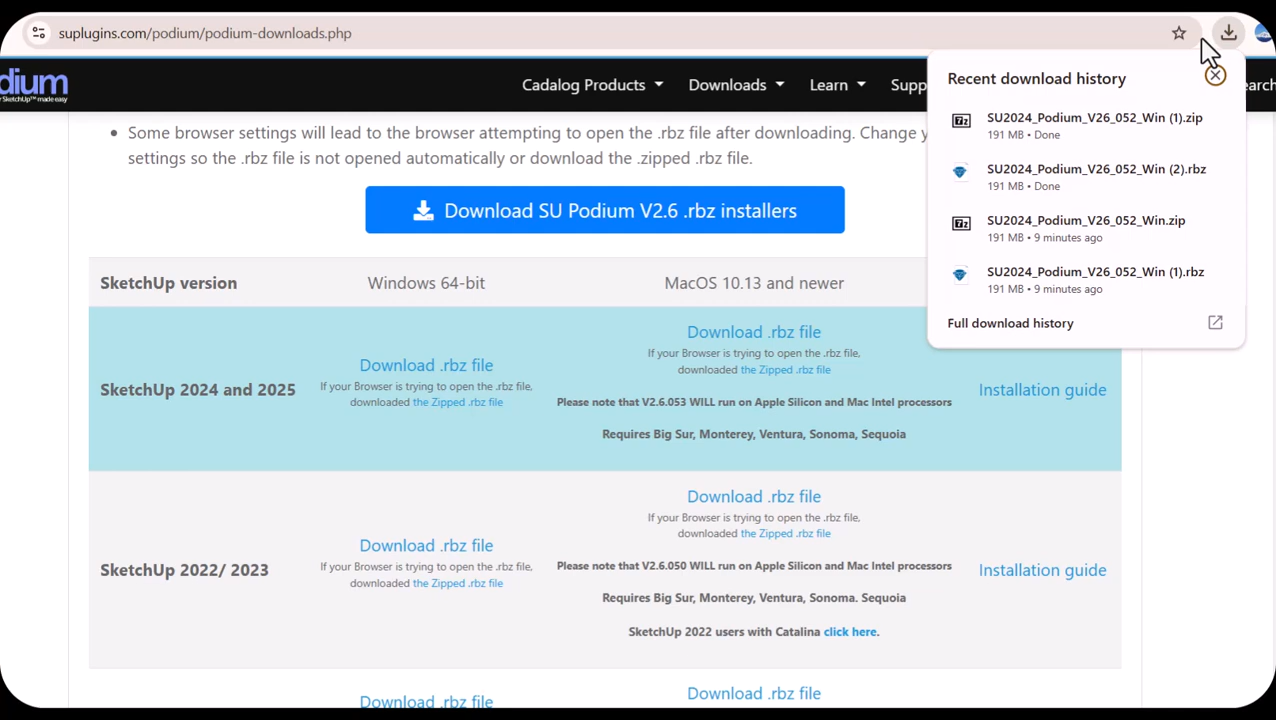 suplugins.com/podium/podium-downloads.php
dium
SketchUp™ made easy
Cadalog Products
Downloads
Learn
Supp
earch
Recent download history
SU2024_Podium_V26_052_Win (1).zip
191 MB • Done
SU2024_Podium_V26_052_Win (2).rbz
191 MB • Done
SU2024_Podium_V26_052_Win.zip
191 MB • 9 minutes ago
SU2024_Podium_V26_052_Win (1).rbz
191 MB • 9 minutes ago
Full download history
• Some browser settings will lead to the browser attempting to open the .rbz file after downloading. Change y
settings so the .rbz file is not opened automatically or download the .zipped .rbz file.
Download SU Podium V2.6 .rbz installers
SketchUp version
Windows 64-bit
MacOS 10.13 and newer
SketchUp 2024 and 2025
Download .rbz file
If your Browser is trying to open the .rbz file,
downloaded the Zipped .rbz file
Download .rbz file
If your Browser is trying to open the .rbz file,
downloaded the Zipped .rbz file
Please note that V2.6.053 WILL run on Apple Silicon and Mac Intel processors
Requires Big Sur, Monterey, Ventura, Sonoma, Sequoia
Installation guide
SketchUp 2022/ 2023
Download .rbz file
If your Browser is trying to open the .rbz file,
downloaded the Zipped .rbz file
Download .rbz file
If your Browser is trying to open the .rbz file,
downloaded the Zipped .rbz file
Please note that V2.6.050 WILL run on Apple Silicon and Mac Intel processors
Requires Big Sur, Monterey, Ventura, Sonoma. Sequoia
SketchUp 2022 users with Catalina click here.
Installation guide
Download .rbz file
Download .rbz file